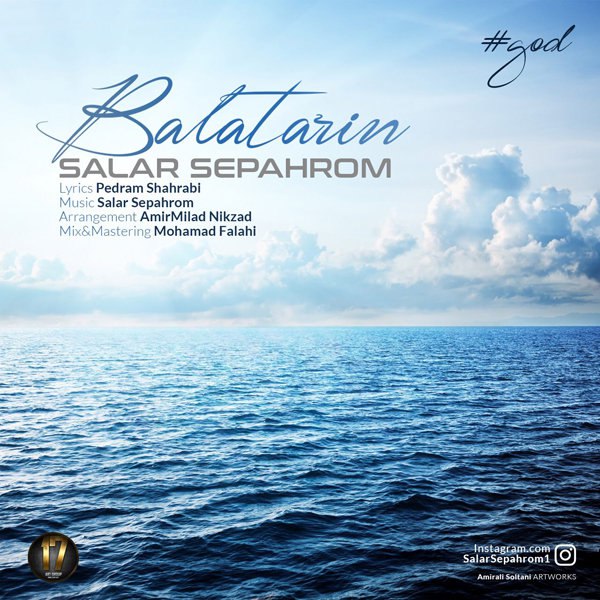 #god
Balatarin
SALAR SEPAHROM
Lyrics Pedram Shahrabi
Music Salar Sepahrom
Arrangement AmirMilad Nikzad
Mix&Mastering Mohamad Falahi
17
Instagram.com
SalarSepahrom1
Amirali Soltani ARTWORKS